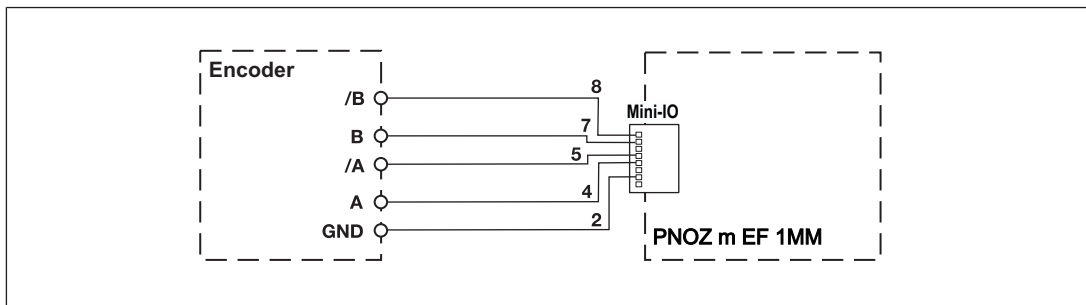 Encoder
/B
8
Mini-IO
B
7
/A
5
A
4
GND
2
PNOZ m EF 1MM